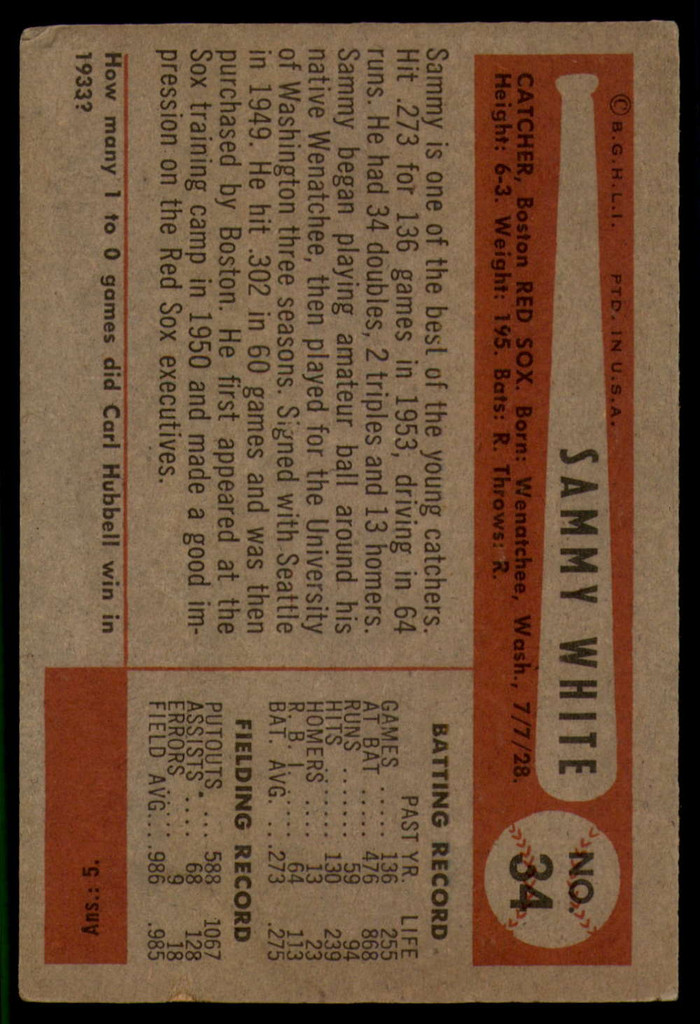 © B.G.H.L.I. PTD. IN U.S.A.
SAMMY WHITE
NO.
34
CATCHER, Boston RED SOX. Born: Wenatchee, Wash., 7/7/28.
Height: 6-3. Weight: 195. Bats: R. Throws: R.
Sammy is one of the best of the young catchers.
Hit .273 for 136 games in 1953, driving in 64
runs. He had 34 doubles, 2 triples and 13 homers.
Sammy began playing amateur ball around his
native Wenatchee, then played for the University
of Washington three seasons. Signed with Seattle
in 1949. He hit .302 in 60 games and was then
purchased by Boston. He first appeared at the
Sox training camp in 1950 and made a good im-
pression on the Red Sox executives.
BATTING RECORD
PAST YR. LIFE
GAMES ..... 136 255
AT BAT ..... 476 868
RUNS ....... 59 94
HITS ....... 130 239
HOMERS .... 13 23
R. B. I. .... 64 113
BAT. AVG. ... .273 .275
FIELDING RECORD
PUTOUTS ... 588 1067
ASSISTS .... 68 128
ERRORS .... 9 18
FIELD AVG... .986 .985
How many 1 to 0 games did Carl Hubbell win in
1933?
Ans.: 5.